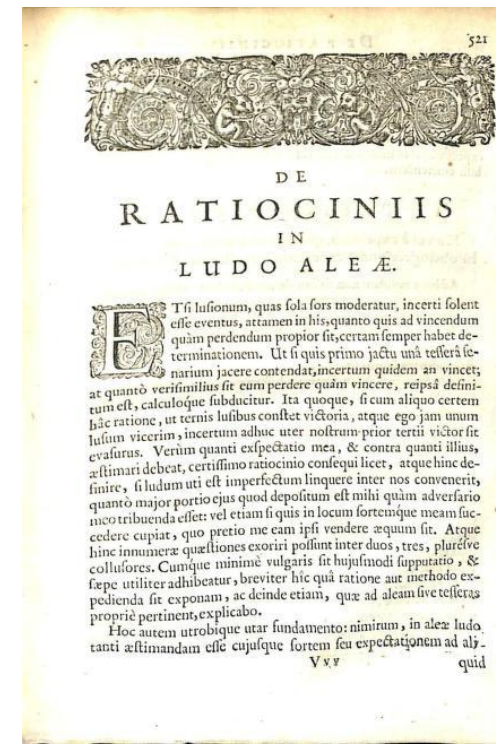 521
DE
RATIOCINIIS
IN
LUDO ALEÆ.
ETsi lusionum, quas sola sors moderatur, incerti solent
esse eventus, attamen in his, quanto quis ad vincendum
quàm perdendum propior sit, certam semper habet de-
terminationem. Ut si quis primo jactu unâ tesserâ se-
narium jacere contendat, incertum quidem an vincet;
at quantò verisimilius sit eum perdere quàm vincere, reipsâ defini-
tum est, calculoque subducitur. Ita quoque, si cum aliquo certem
hâc ratione, ut ternis lusibus constet victoria, atque ego jam unum
lusum vicerim, incertum adhuc uter nostrum prior tertii victor sit
evasurus. Verùm quanti exspectatio mea, & contra quanti illius,
æstimari debeat, certissimo ratiocinio consequi licet, atque hinc de-
finire, si ludum uti est imperfectum linquere inter nos convenerit,
quantò major portio ejus quod depositum est mihi quàm adversario
meo tribuenda esset: vel etiam si quis in locum sortemque meam suc-
cedere cupiat, quo pretio me eam ipsi vendere æquum sit. Atque
hinc innumeræ quæstiones exoriri possunt inter duos, tres, pluresve
collusores. Cumque minimè vulgaris sit hujusmodi supputatio, &
sæpe utiliter adhibeatur, breviter hîc quâ ratione aut methodo ex-
pedienda sit exponam, ac deinde etiam, quæ ad aleam sive tesseras
propriè pertinent, explicabo.
Hoc autem utrobique utar fundamento: nimirum, in aleæ ludo
tanti æstimandam esse cujusque sortem seu expectationem ad ali-
Vvv quid